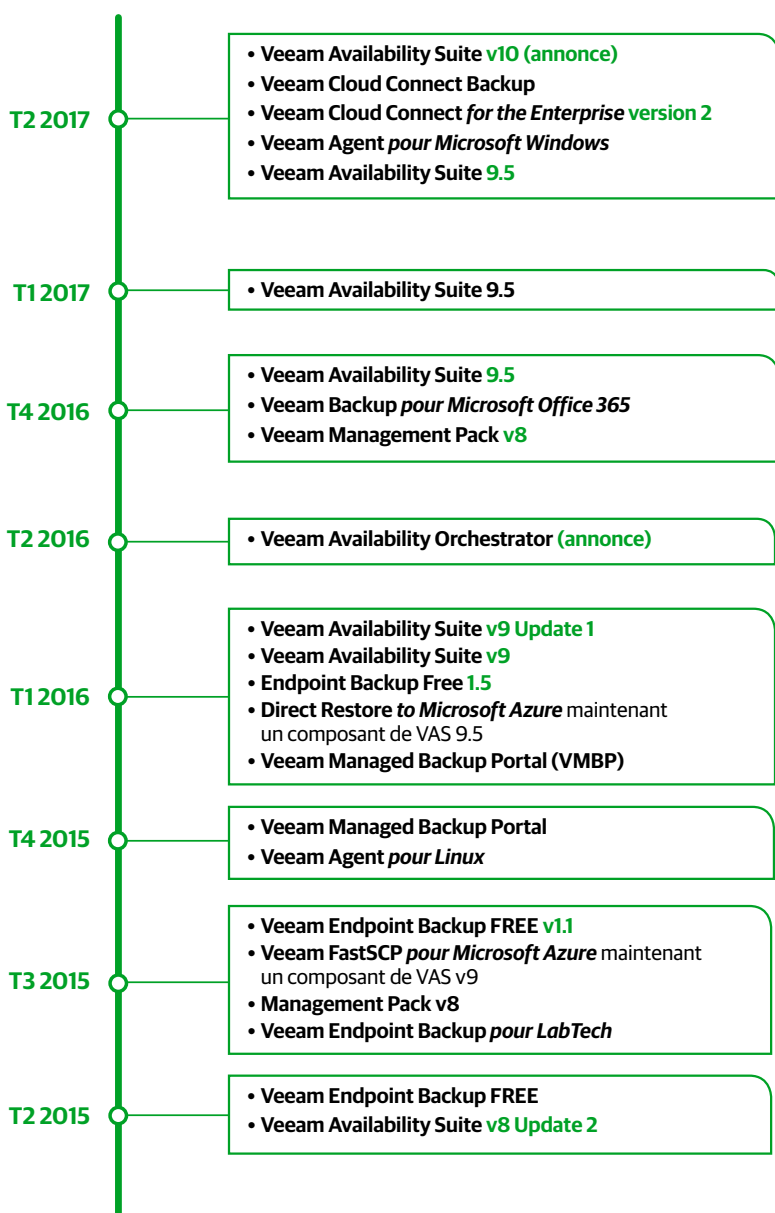 T2 2017
• Veeam Availability Suite v10 (annonce)
• Veeam Cloud Connect Backup
• Veeam Cloud Connect for the Enterprise version 2
• Veeam Agent pour Microsoft Windows
• Veeam Availability Suite 9.5
T1 2017
• Veeam Availability Suite 9.5
T4 2016
• Veeam Availability Suite 9.5
• Veeam Backup pour Microsoft Office 365
• Veeam Management Pack v8
T2 2016
• Veeam Availability Orchestrator (annonce)
T1 2016
• Veeam Availability Suite v9 Update 1
• Veeam Availability Suite v9
• Endpoint Backup Free 1.5
• Direct Restore to Microsoft Azure maintenant
un composant de VAS 9.5
• Veeam Managed Backup Portal (VMBP)
T4 2015
• Veeam Managed Backup Portal
• Veeam Agent pour Linux
T3 2015
• Veeam Endpoint Backup FREE v1.1
• Veeam FastSCP pour Microsoft Azure maintenant
un composant de VAS v9
• Management Pack v8
• Veeam Endpoint Backup pour LabTech
T2 2015
• Veeam Endpoint Backup FREE
• Veeam Availability Suite v8 Update 2